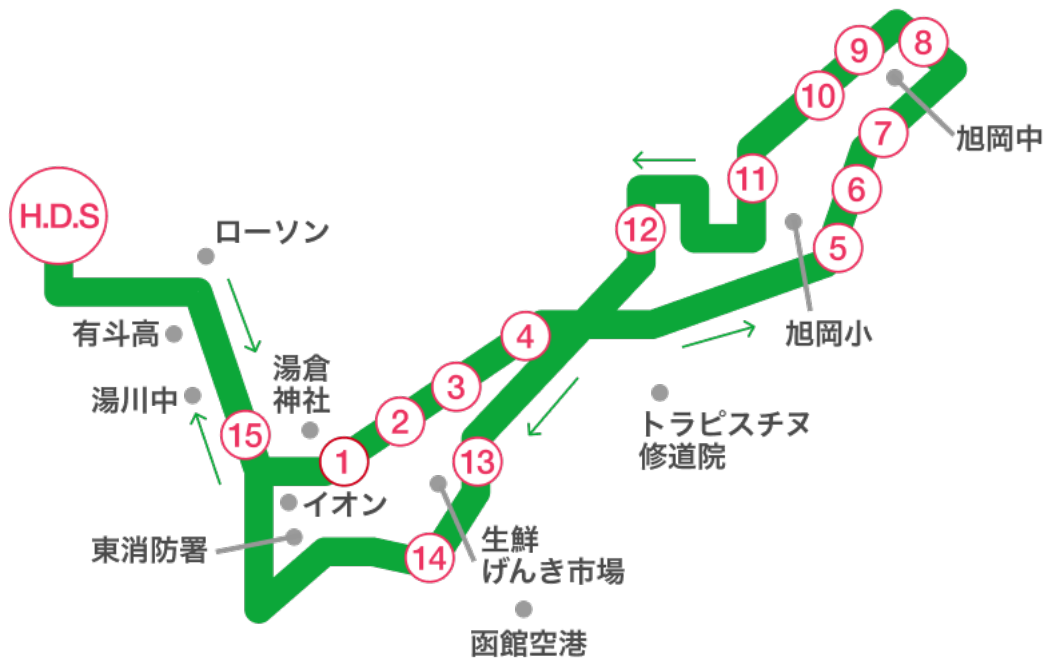 8
9
10
7
旭岡中
11
6
H.D.S
ローソン
12
5
有斗高
4
旭岡小
湯倉
神社
湯川中
3
2
トラピスチヌ
修道院
15
1
13
イオン
東消防署
14
生鮮
げんき市場
函館空港